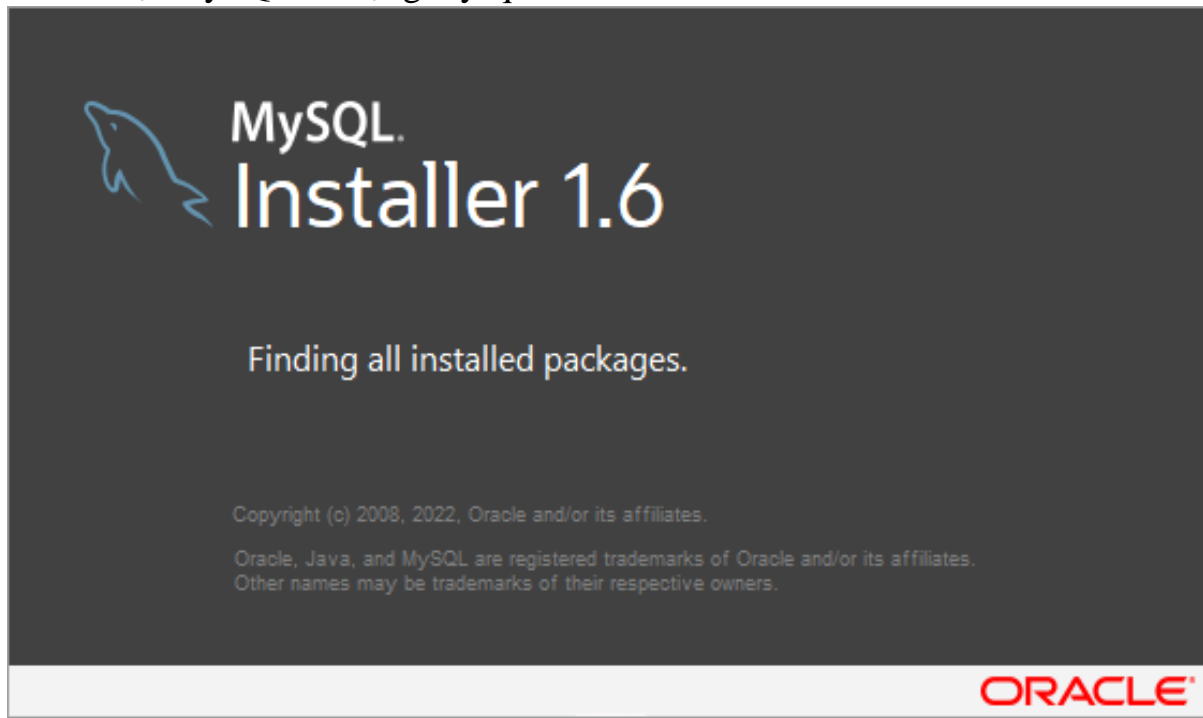 MySQL.
Installer 1.6
Finding all installed packages.
Copyright (c) 2008, 2022, Oracle and/or its affiliates.
Oracle, Java, and MySQL are registered trademarks of Oracle and/or its affiliates.
Other names may be trademarks of their respective owners.
ORACLE